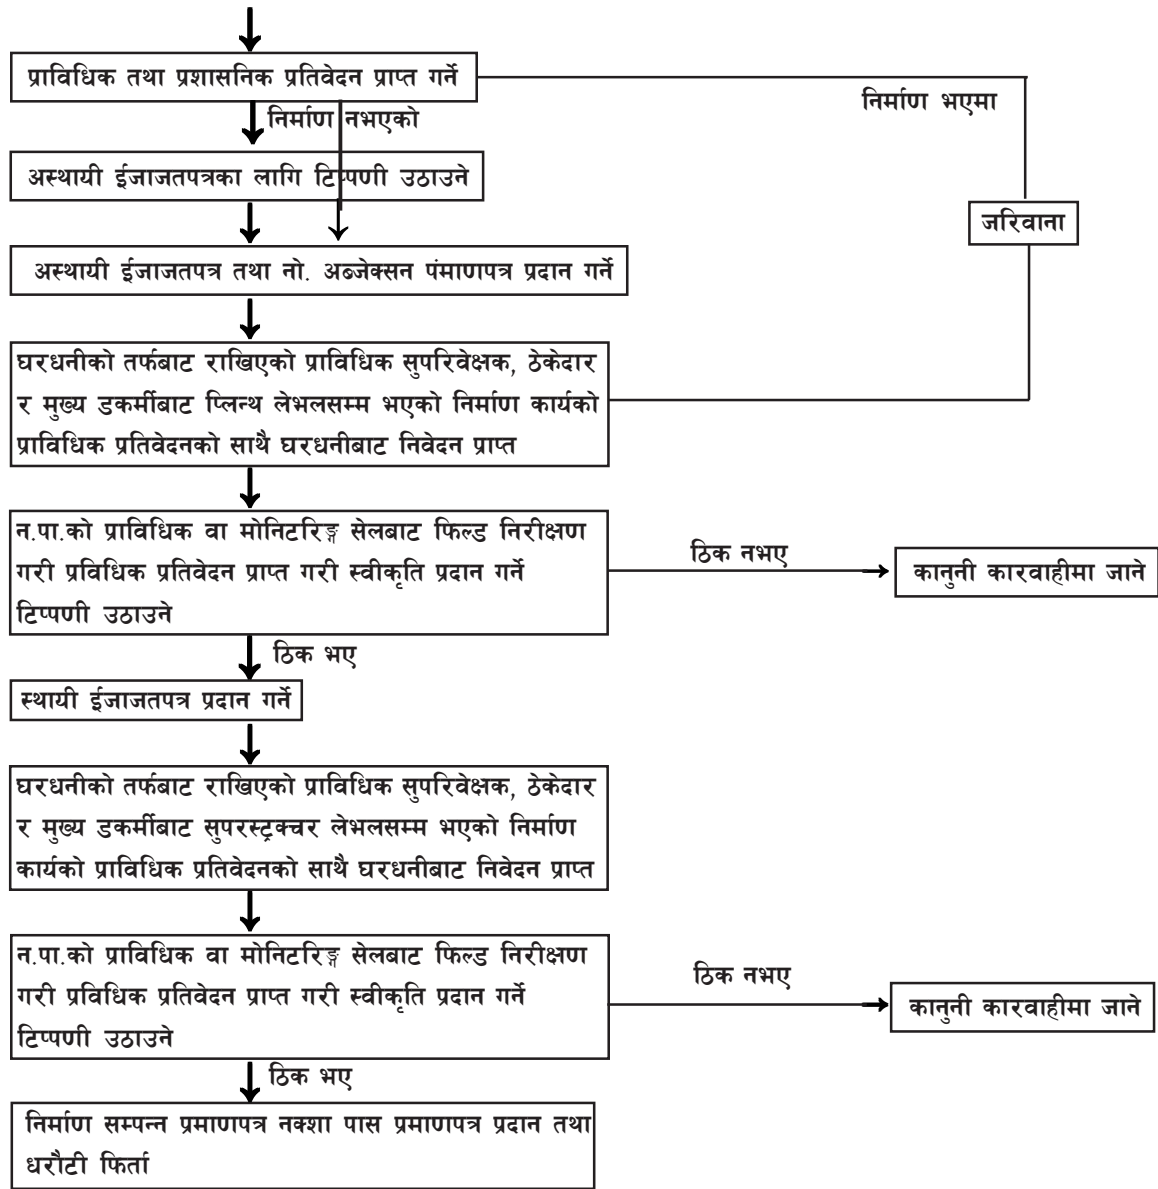 प्राविधिक तथा प्रशासनिक प्रतिवेदन प्राप्त गर्ने
निर्माण भएमा
निर्माण नभएको
अस्थायी ईजाजतपत्रका लागि टिप्पणी उठाउने
जरिवाना
अस्थायी ईजाजतपत्र तथा नो. अब्जेक्सन पंमाणपत्र प्रदान गर्ने
घरधनीको तर्फबाट राखिएको प्राविधिक सुपरिवेक्षक, ठेकेदार
र मुख्य डकर्मीबाट प्लिन्थ लेभलसम्म भएको निर्माण कार्यको
प्राविधिक प्रतिवेदनको साथै घरधनीबाट निवेदन प्राप्त
न.पा.को प्राविधिक वा मोनिटरिङ्ग सेलबाट फिल्ड निरीक्षण
गरी प्रविधिक प्रतिवेदन प्राप्त गरी स्वीकृति प्रदान गर्ने
टिप्पणी उठाउने
ठिक नभए
कानुनी कारवाहीमा जाने
ठिक भए
स्थायी ईजाजतपत्र प्रदान गर्ने
घरधनीको तर्फबाट राखिएको प्राविधिक सुपरिवेक्षक, ठेकेदार
र मुख्य डकर्मीबाट सुपरस्ट्रक्चर लेभलसम्म भएको निर्माण
कार्यको प्राविधिक प्रतिवेदनको साथै घरधनीबाट निवेदन प्राप्त
न.पा.को प्राविधिक वा मोनिटरिङ्ग सेलबाट फिल्ड निरीक्षण
गरी प्रविधिक प्रतिवेदन प्राप्त गरी स्वीकृति प्रदान गर्ने
टिप्पणी उठाउने
ठिक नभए
कानुनी कारवाहीमा जाने
ठिक भए
निर्माण सम्पन्न प्रमाणपत्र नक्शा पास प्रमाणपत्र प्रदान तथा
धरौटी फिर्ता